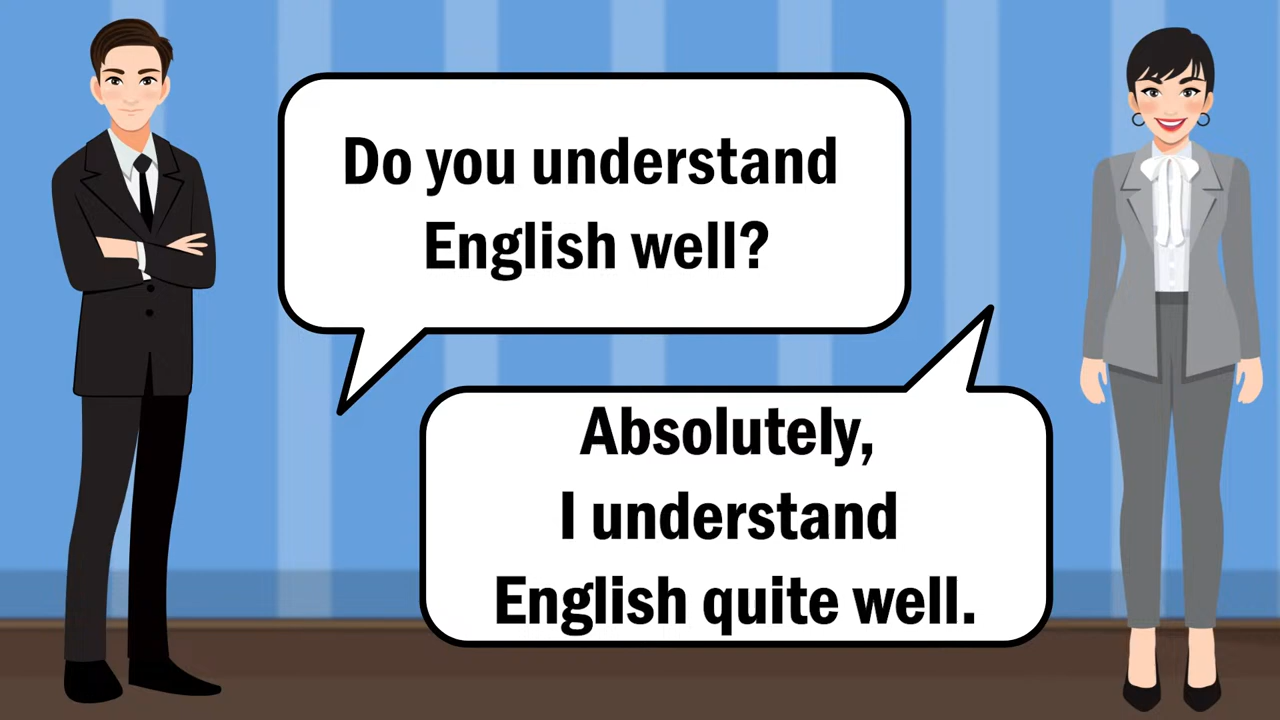 Do you understand
English well?
Absolutely,
I understand
English quite well.